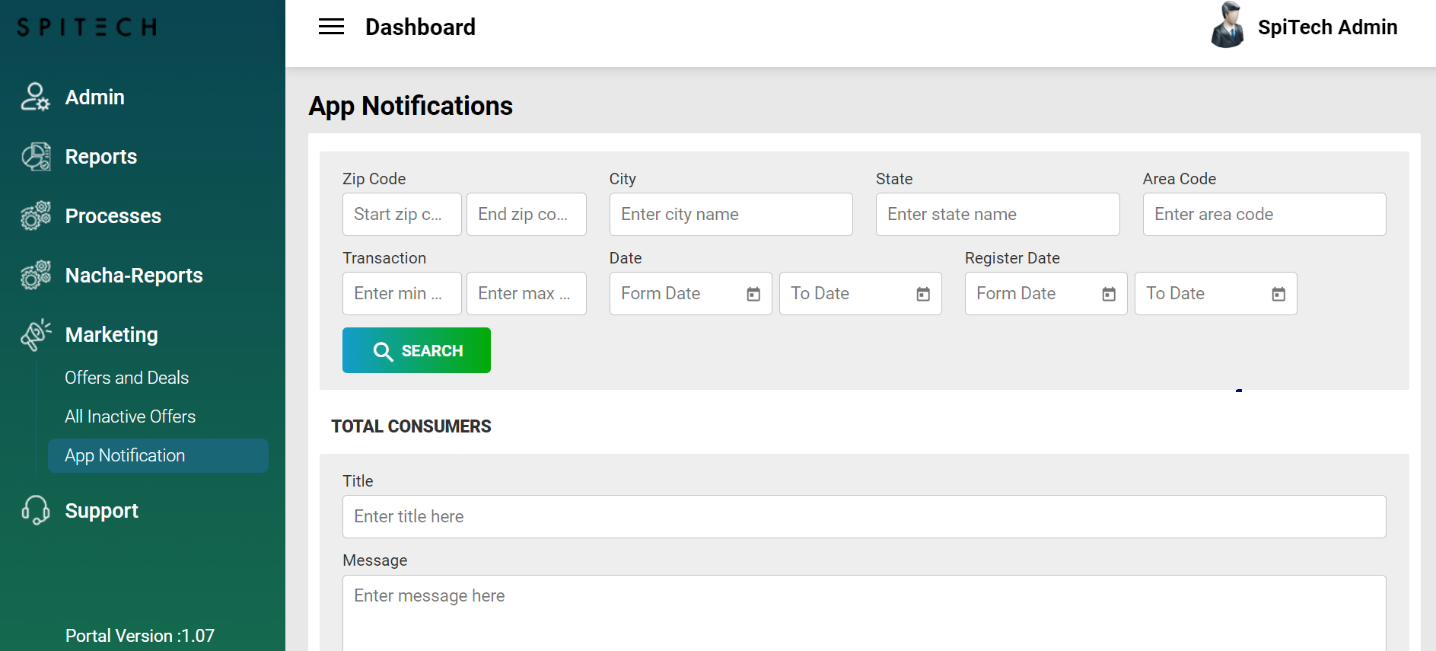 SPITECH
Dashboard
SpiTech Admin
Admin
Reports
Processes
Nacha-Reports
Marketing
Offers and Deals
All Inactive Offers
App Notification
Support
Portal Version :1.07
App Notifications
Zip Code City State Area Code
Start zip c... End zip co... Enter city name Enter state name Enter area code
Transaction Date Register Date
Enter min ... Enter max ... Form Date To Date Form Date To Date
SEARCH
TOTAL CONSUMERS
Title
Enter title here
Message
Enter message here